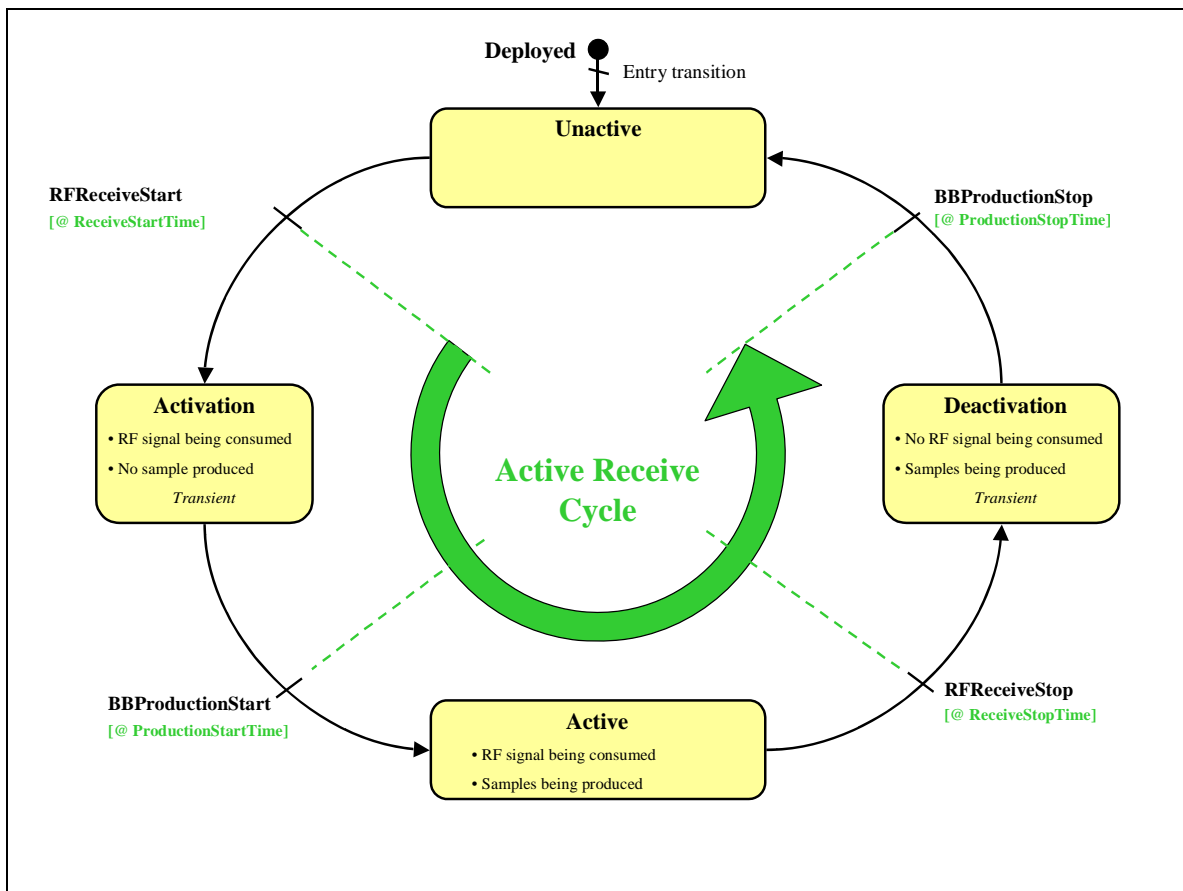 Deployed
Entry transition
Unactive
RFReceiveStart
[@ ReceiveStartTime]
BBProductionStop
[@ ProductionStopTime]
Activation
• RF signal being consumed
• No sample produced
Transient
Deactivation
• No RF signal being consumed
• Samples being produced
Transient
Active Receive
Cycle
BBProductionStart
[@ ProductionStartTime]
RFReceiveStop
[@ ReceiveStopTime]
Active
• RF signal being consumed
• Samples being produced